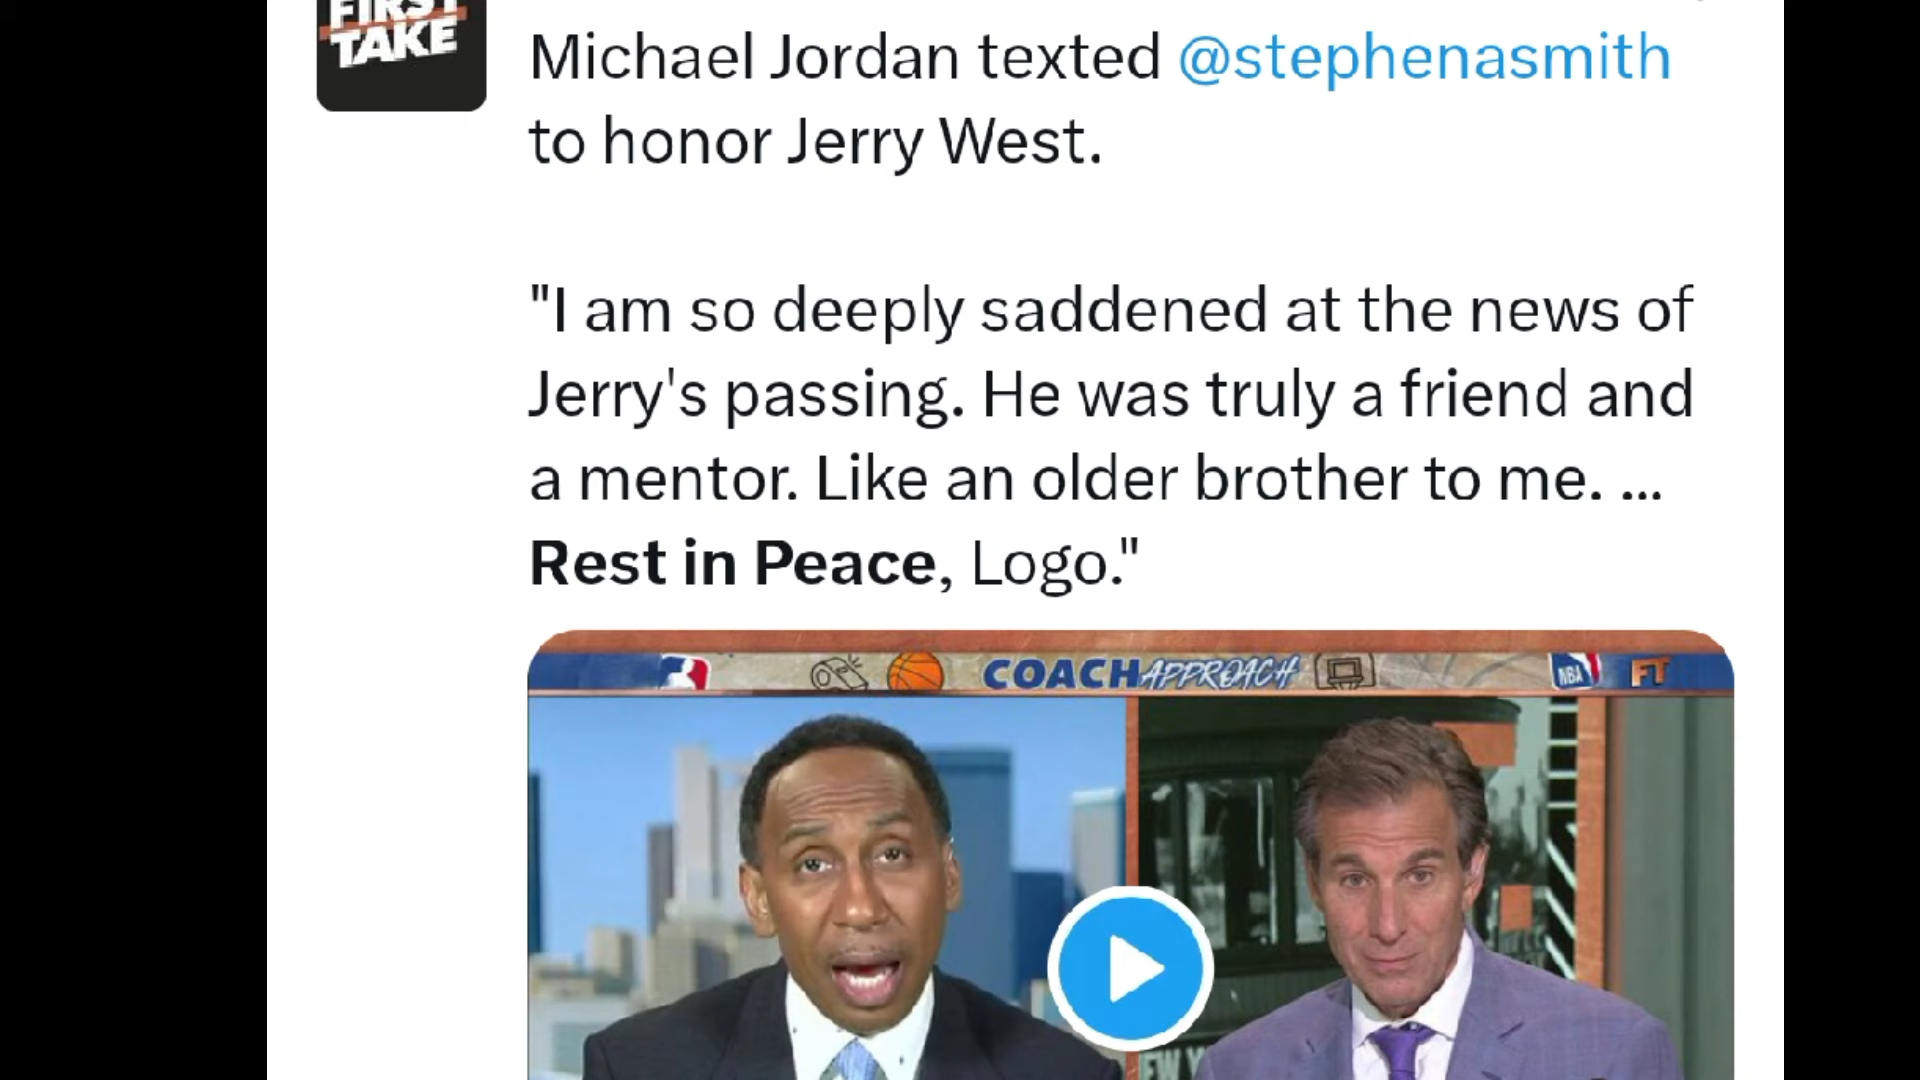 FIRST
TAKE
Michael Jordan texted @stephenasmith
to honor Jerry West.
"I am so deeply saddened at the news of
Jerry's passing. He was truly a friend and
a mentor. Like an older brother to me. ...
Rest in Peace, Logo."
COACH APPROACH
NBA
FT